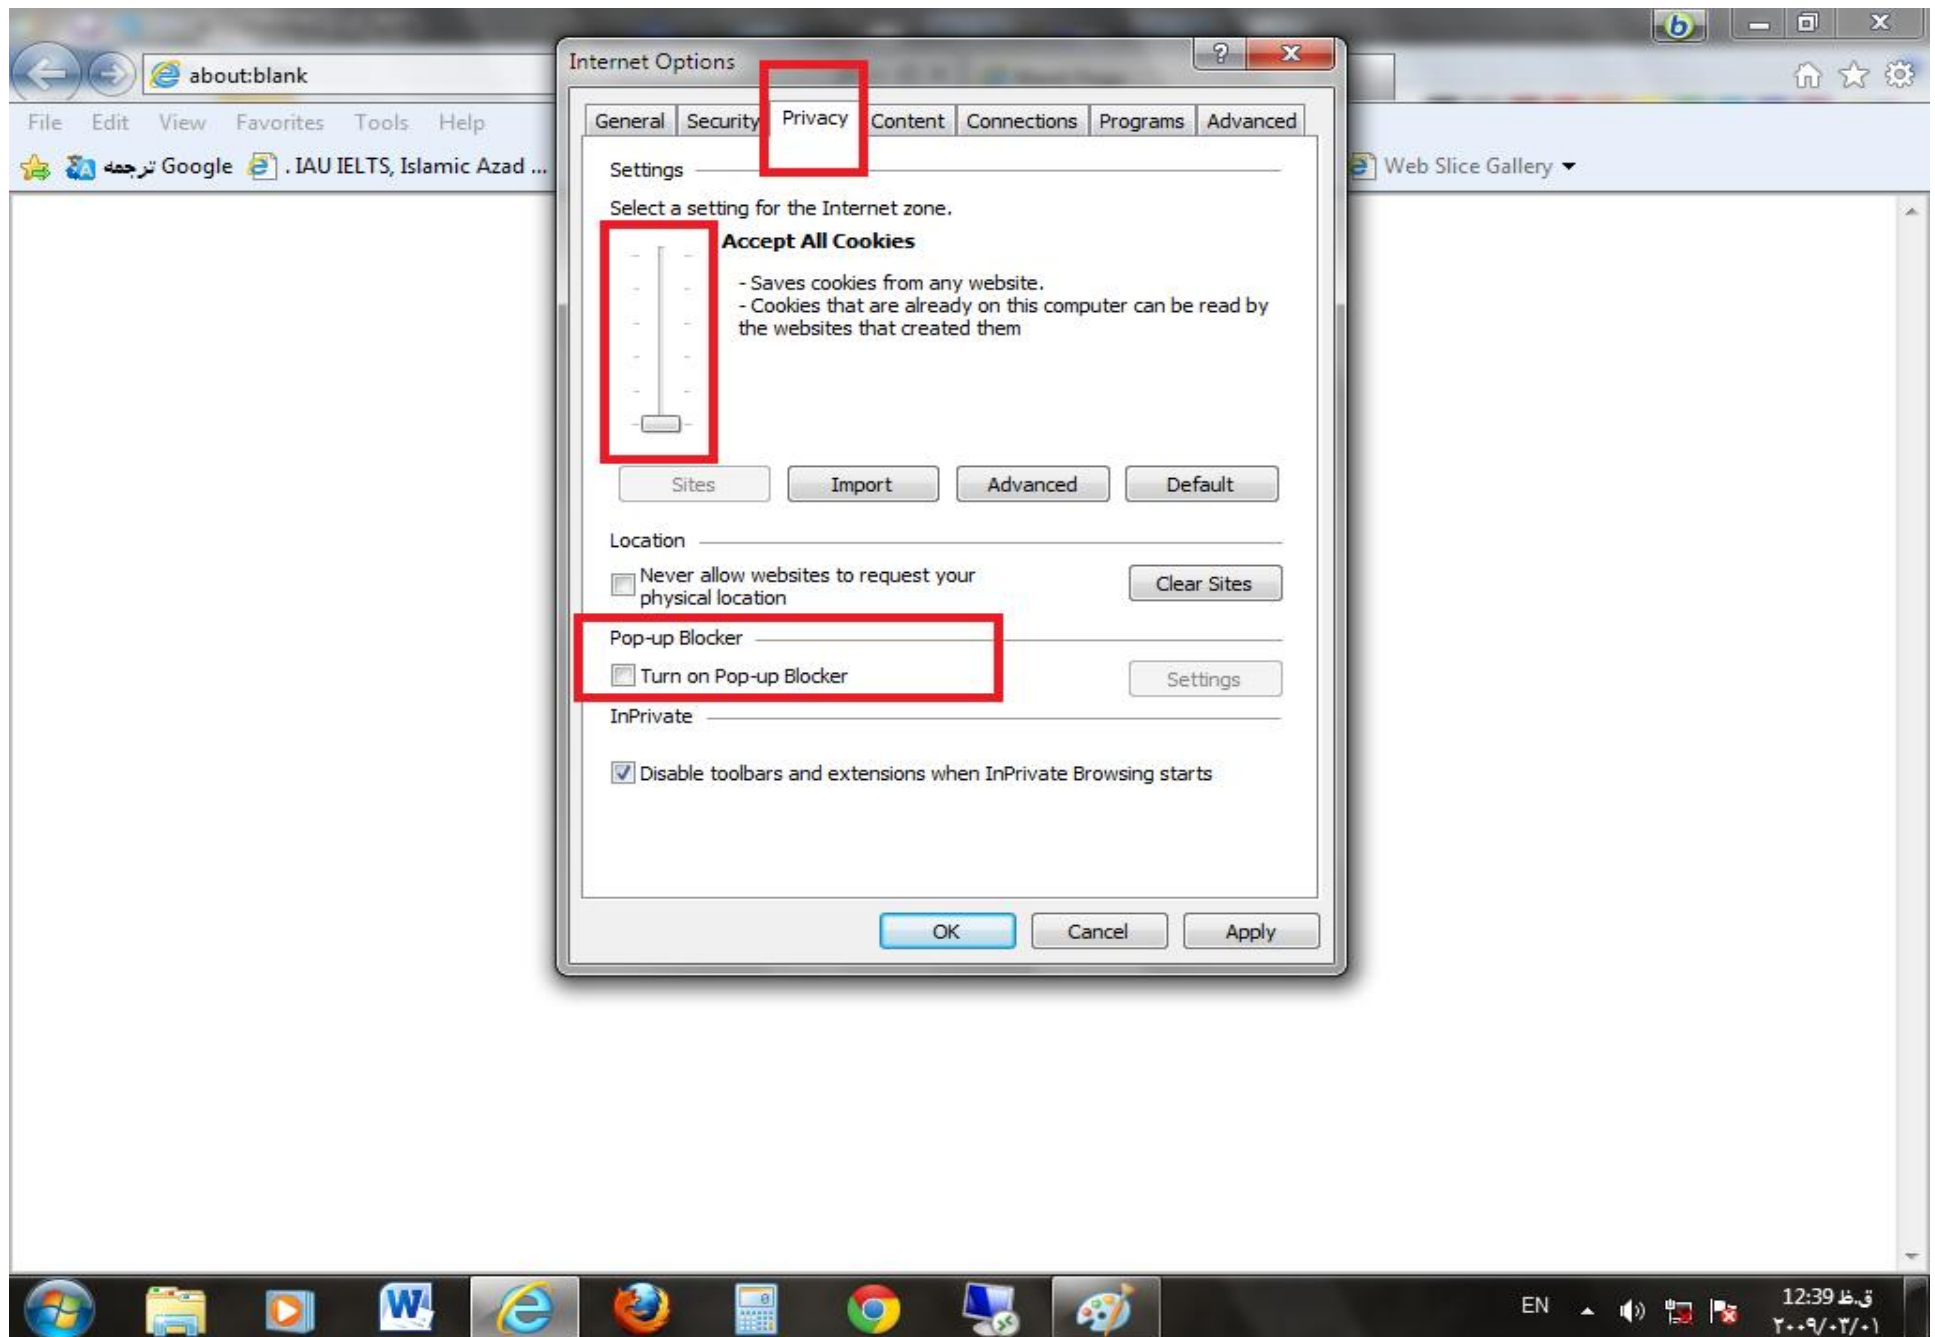 Internet Options
about:blank
File Edit View Favorites Tools Help
General Security Privacy Content Connections Programs Advanced
ترجمه Google . IAU IELTS, Islamic Azad ...
Web Slice Gallery
Settings
Select a setting for the Internet zone.
Accept All Cookies
- Saves cookies from any website.
- Cookies that are already on this computer can be read by
the websites that created them
Sites Import Advanced Default
Location
Never allow websites to request your
physical location
Clear Sites
Pop-up Blocker
Turn on Pop-up Blocker
Settings
InPrivate
Disable toolbars and extensions when InPrivate Browsing starts
OK Cancel Apply
EN
12:39 ق.ظ
٢٠٠٩/٠٣/٠١